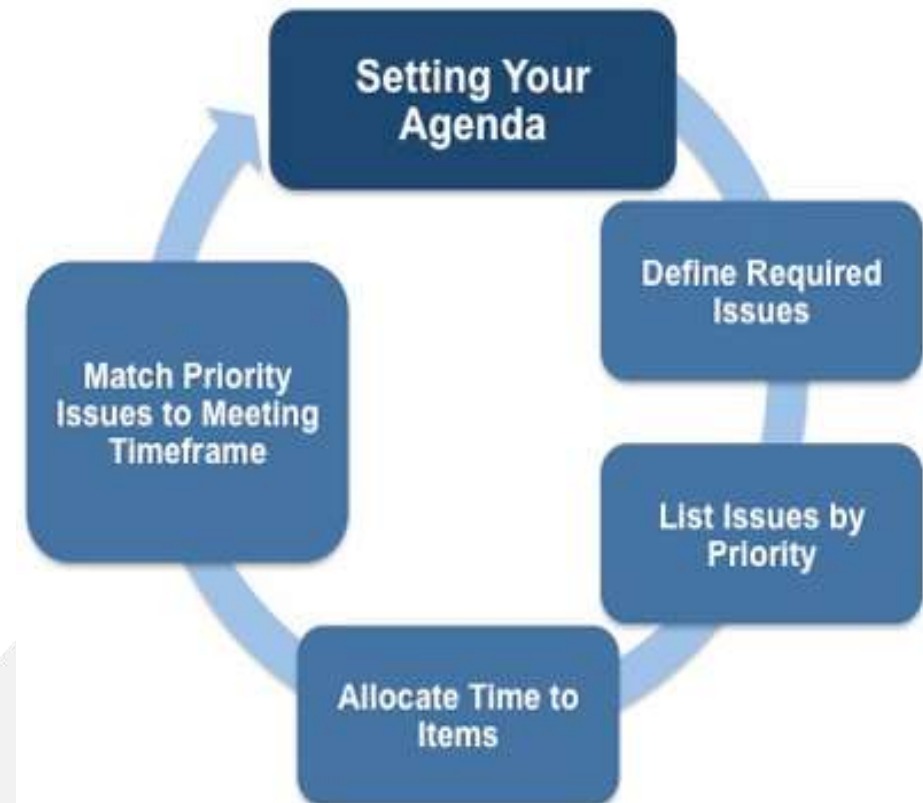 Setting Your
Agenda
Define Required
Issues
List Issues by
Priority
Allocate Time to
Items
Match Priority
Issues to Meeting
Timeframe